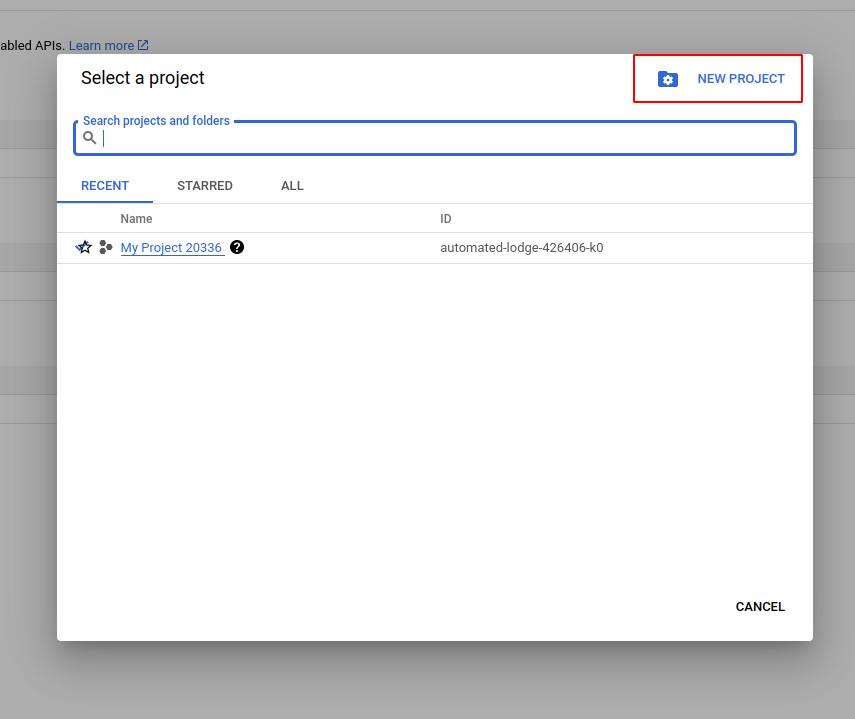 abled APIs. Learn more
Select a project
NEW PROJECT
Search projects and folders
RECENT STARRED ALL
Name ID
My Project 20336 ? automated-lodge-426406-k0
CANCEL